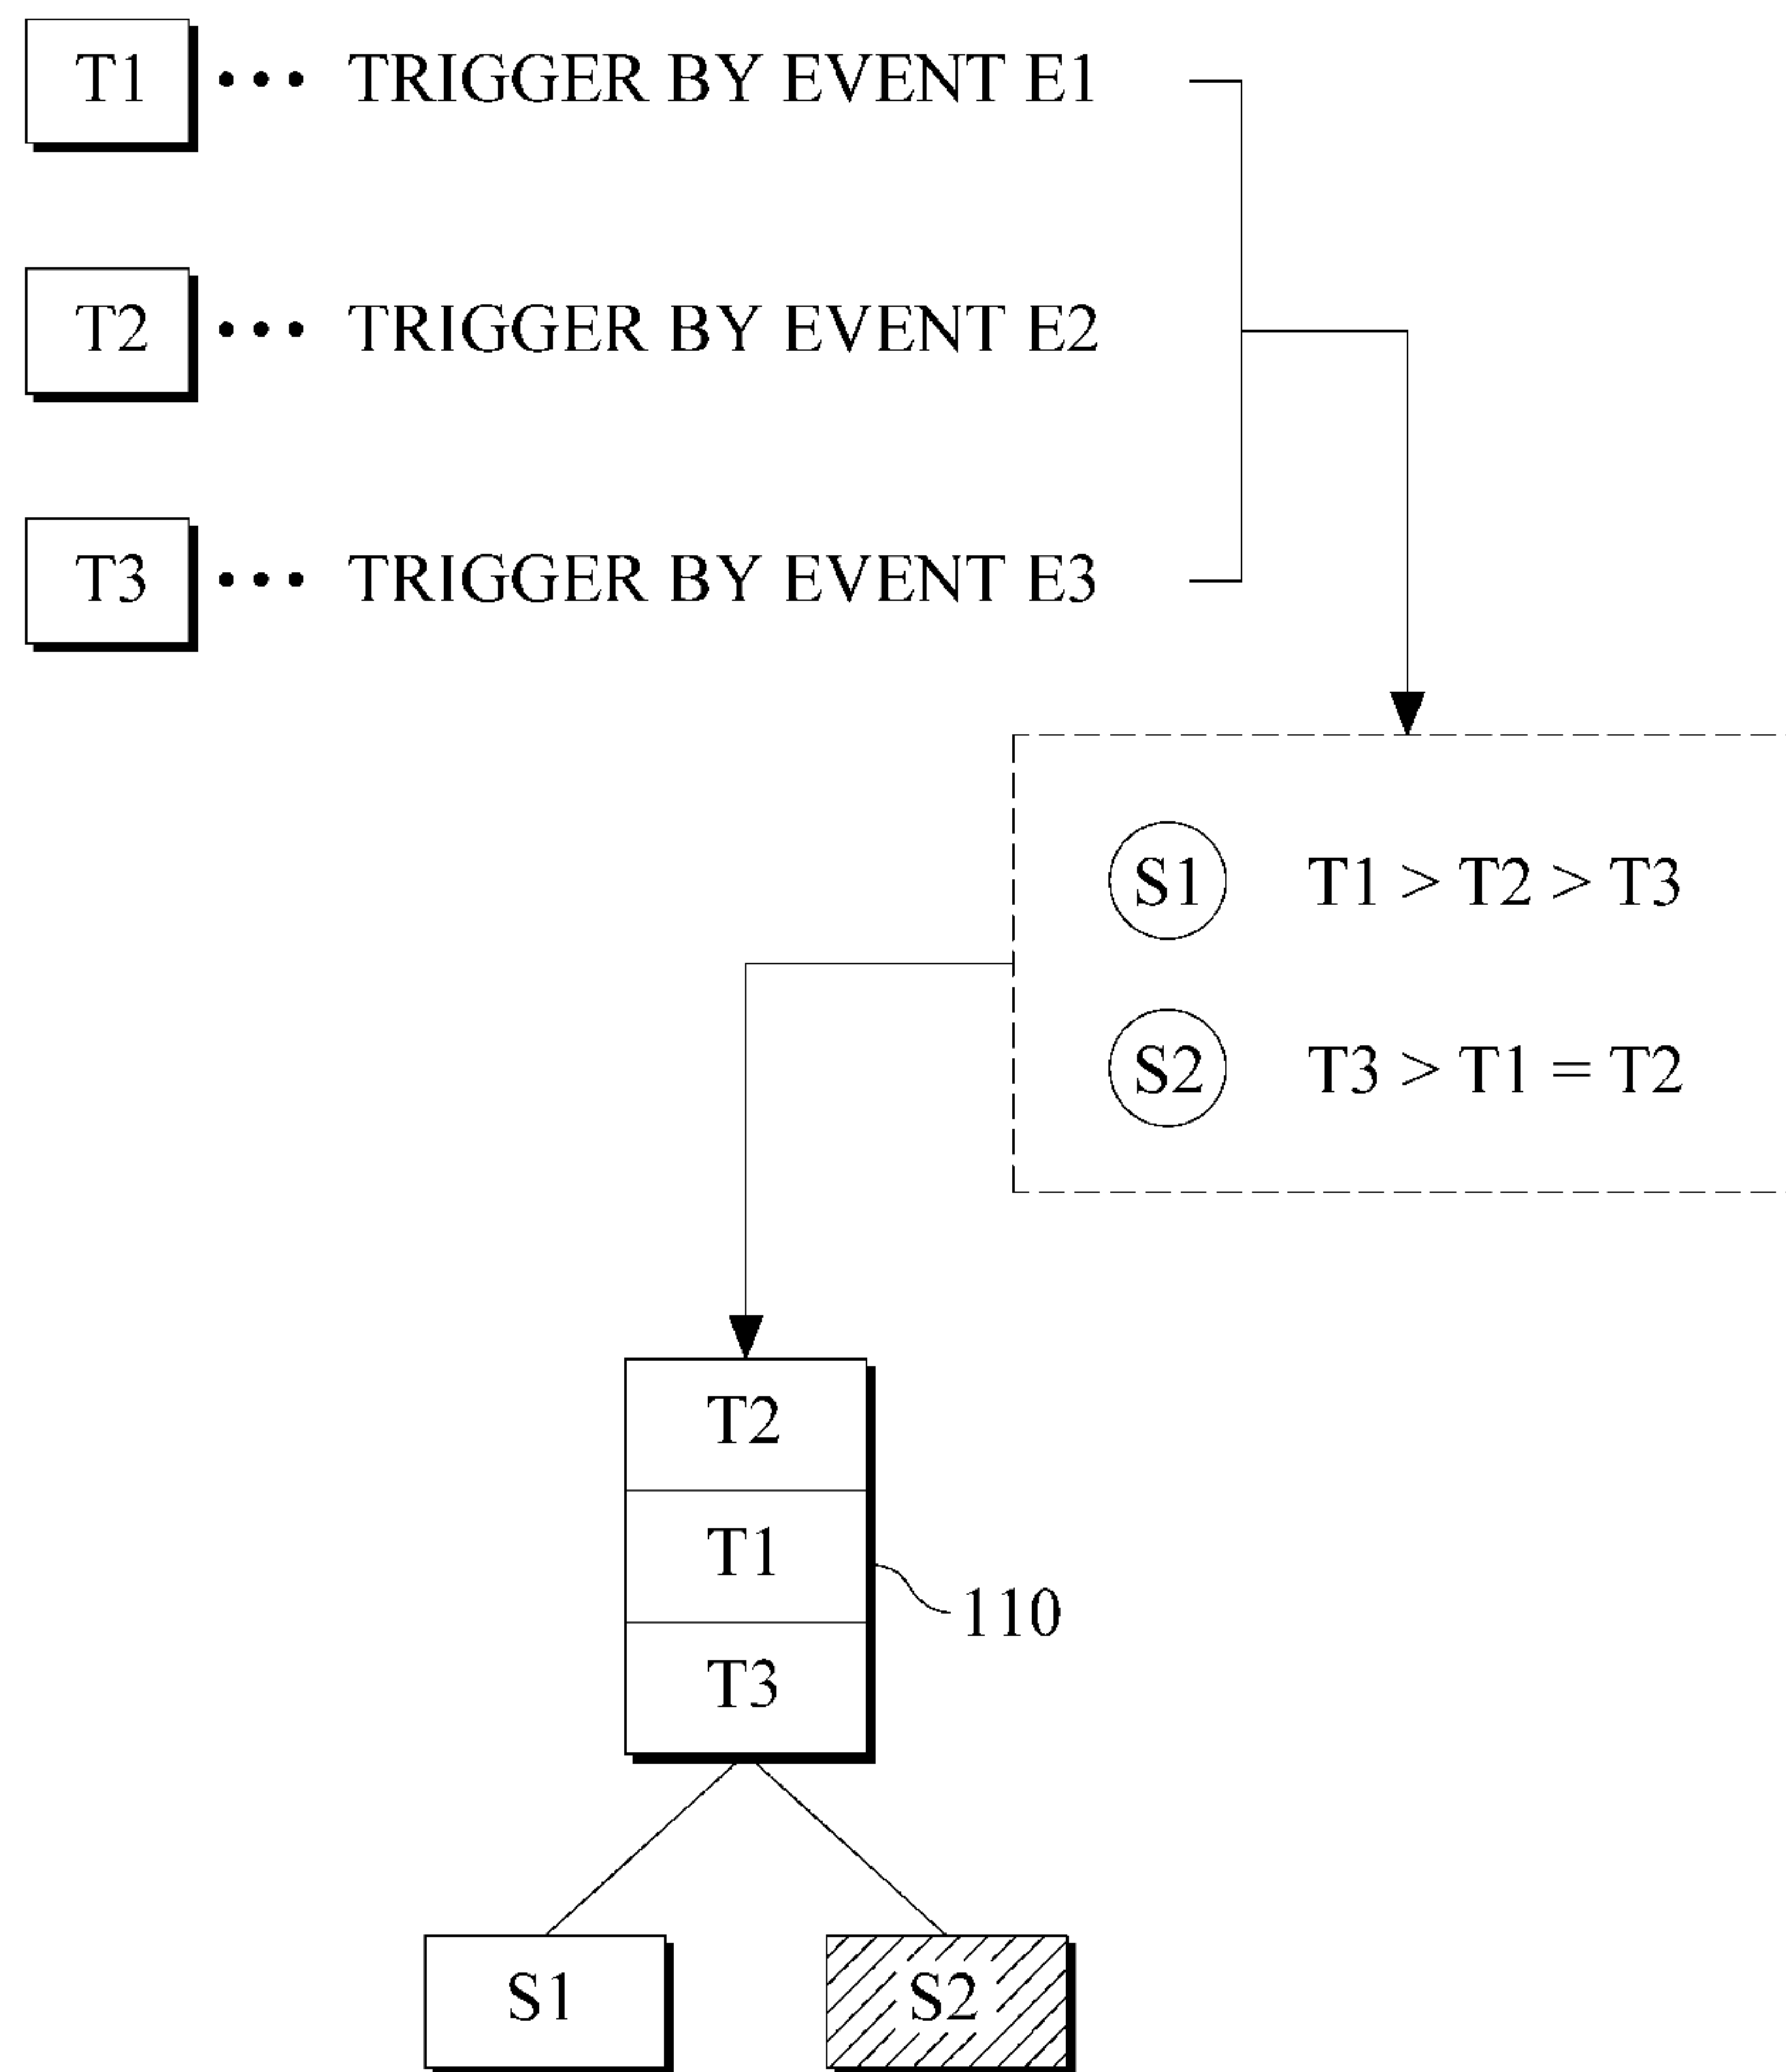 T1 ••• TRIGGER BY EVENT E1
T2 ••• TRIGGER BY EVENT E2
T3 ••• TRIGGER BY EVENT E3
S1 T1 > T2 > T3
S2 T3 > T1 = T2
T2
T1
110
T3
S1 S2